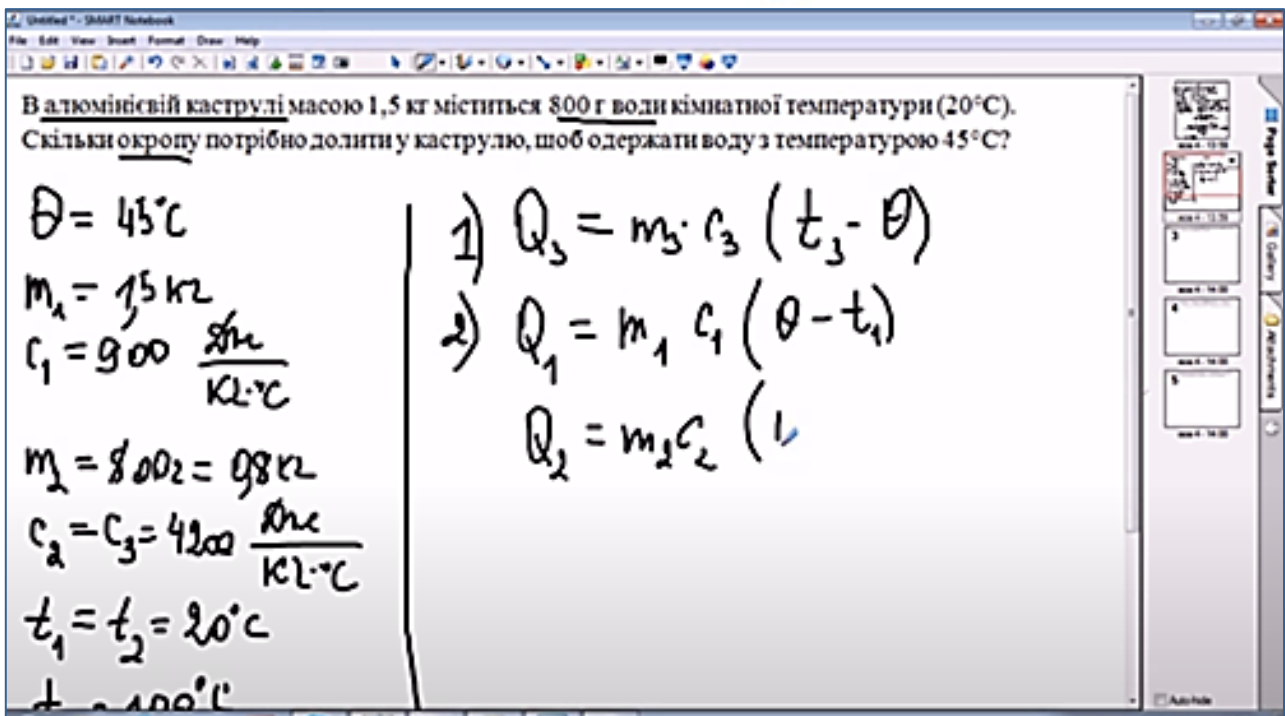 Untitled * - SMART Notebook
File Edit View Insert Format Draw Help
В алюмінієвій каструлі масою 1,5 кг міститься 800 г води кімнатної температури (20°С).
Скільки окропу потрібно долити у каструлю, щоб одержати воду з температурою 45°С?
θ = 45°C
m₁ = 1,5 кг
c₁ = 900 Дж/кг·°C
m₂ = 800г = 0,8 кг
c₂ = c₃ = 4200 Дж/кг·°C
t₁ = t₂ = 20°C
1) Q₃ = m₃·c₃ (t₃ - θ)
2) Q₁ = m₁ c₁ (θ - t₁)
Q₂ = m₂c₂ (
Page Sorter
Gallery
Attachments
3
4
5
Auto-hide